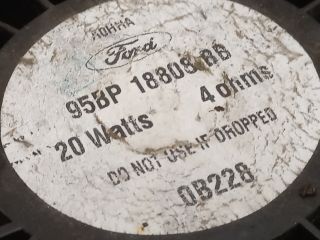 Ford
95BP 18808 BB
20 Watts 4 ohms
DO NOT USE IF DROPPED
0B228